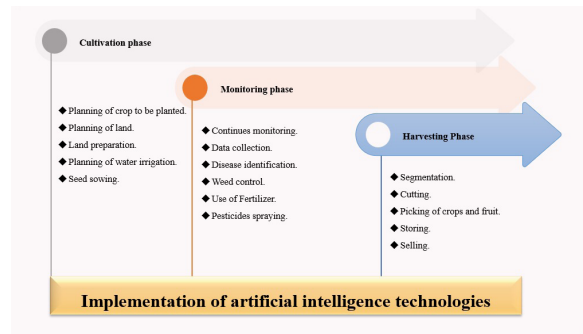 Cultivation phase
◆ Planning of crop to be planted.
◆ Planning of land.
◆ Land preparation.
◆ Planning of water irrigation.
◆ Seed sowing.
Monitoring phase
◆ Continues monitoring.
◆ Data collection.
◆ Disease identification.
◆ Weed control.
◆ Use of Fertilizer.
◆ Pesticides spraying.
Harvesting Phase
◆ Segmentation.
◆ Cutting.
◆ Picking of crops and fruit.
◆ Storing.
◆ Selling.
Implementation of artificial intelligence technologies